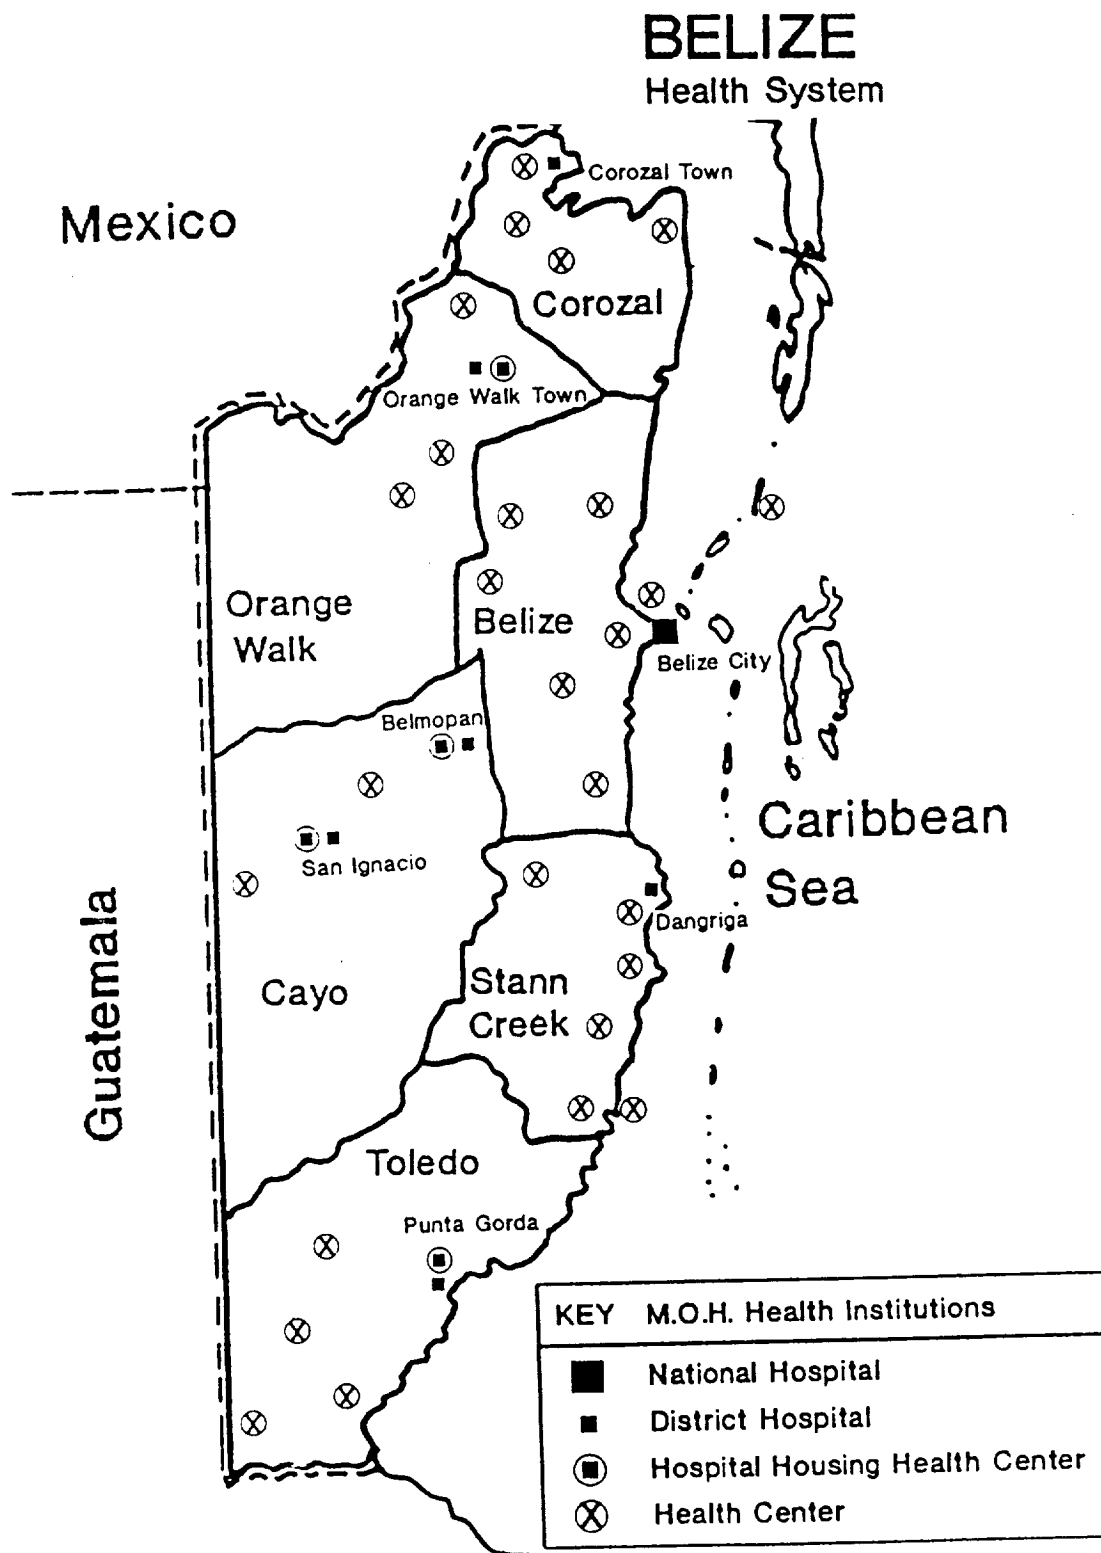 BELIZE
Health System
Corozal Town
Mexico
Corozal
Orange Walk Town
Orange
Walk
Belize
Belize City
Belmopan
Caribbean
Sea
San Ignacio
Dangriga
Guatemala
Cayo
Stann
Creek
Toledo
Punta Gorda
KEY M.O.H. Health Institutions
National Hospital
District Hospital
Hospital Housing Health Center
Health Center